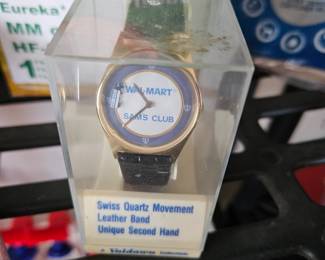 Eureka
MM
HF-
1
WAL-MART
SAMS CLUB
Swiss Quartz Movement
Leather Band
Unique Second Hand